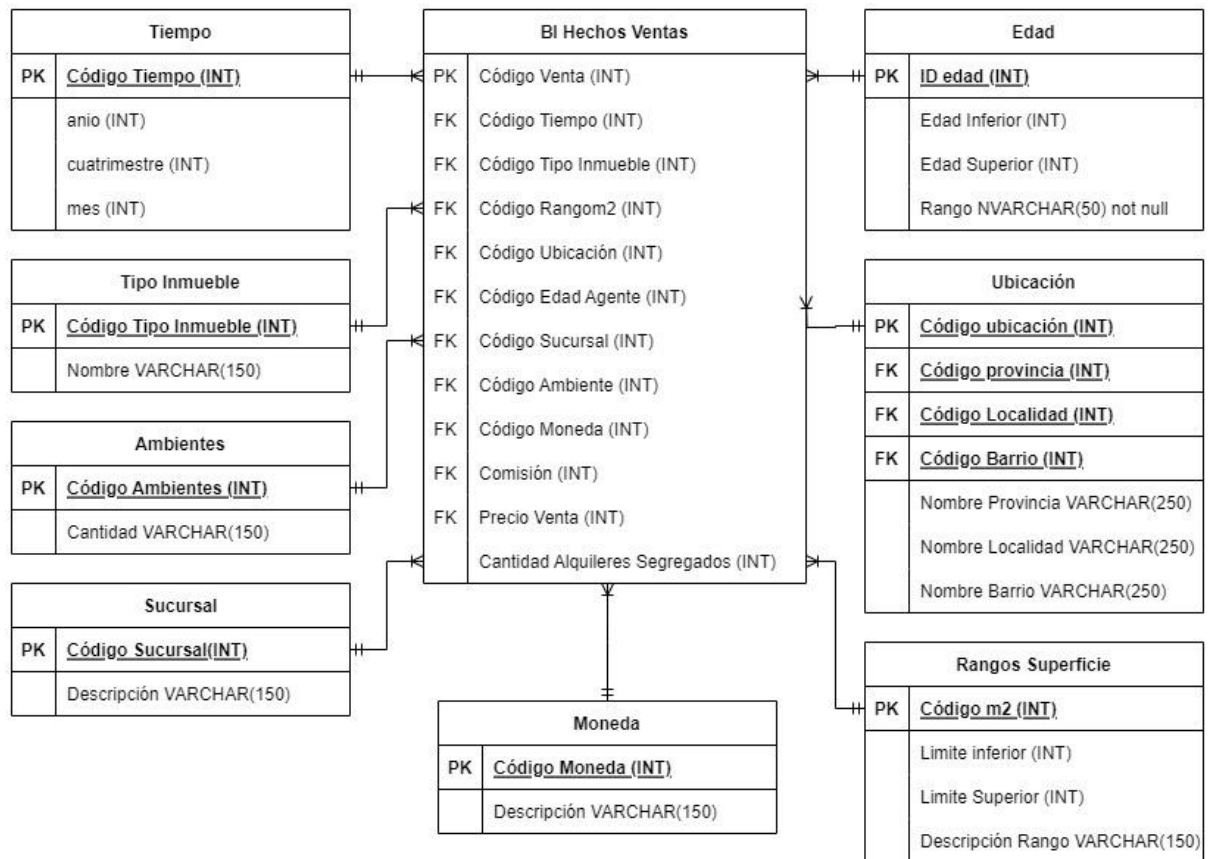 Tiempo
PK Código Tiempo (INT)
anio (INT)
cuatrimestre (INT)
mes (INT)
Tipo Inmueble
PK Código Tipo Inmueble (INT)
Nombre VARCHAR(150)
Ambientes
PK Código Ambientes (INT)
Cantidad VARCHAR(150)
Sucursal
PK Código Sucursal(INT)
Descripción VARCHAR(150)
BI Hechos Ventas
PK Código Venta (INT)
FK Código Tiempo (INT)
FK Código Tipo Inmueble (INT)
FK Código Rangom2 (INT)
FK Código Ubicación (INT)
FK Código Edad Agente (INT)
FK Código Sucursal (INT)
FK Código Ambiente (INT)
FK Código Moneda (INT)
FK Comisión (INT)
FK Precio Venta (INT)
Cantidad Alquileres Segregados (INT)
Moneda
PK Código Moneda (INT)
Descripción VARCHAR(150)
Edad
PK ID edad (INT)
Edad Inferior (INT)
Edad Superior (INT)
Rango NVARCHAR(50) not null
Ubicación
PK Código ubicación (INT)
FK Código provincia (INT)
FK Código Localidad (INT)
FK Código Barrio (INT)
Nombre Provincia VARCHAR(250)
Nombre Localidad VARCHAR(250)
Nombre Barrio VARCHAR(250)
Rangos Superficie
PK Código m2 (INT)
Limite inferior (INT)
Limite Superior (INT)
Descripción Rango VARCHAR(150)